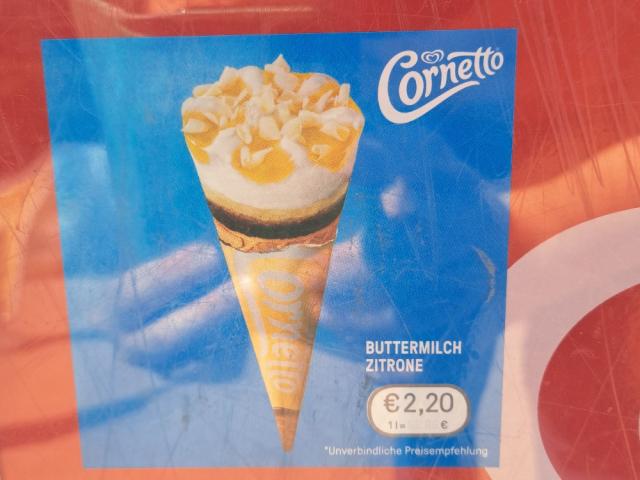 Cornetto
Cornetto
BUTTERMILCH
ZITRONE
€2,20
1l= €
*Unverbindliche Preisempfehlung